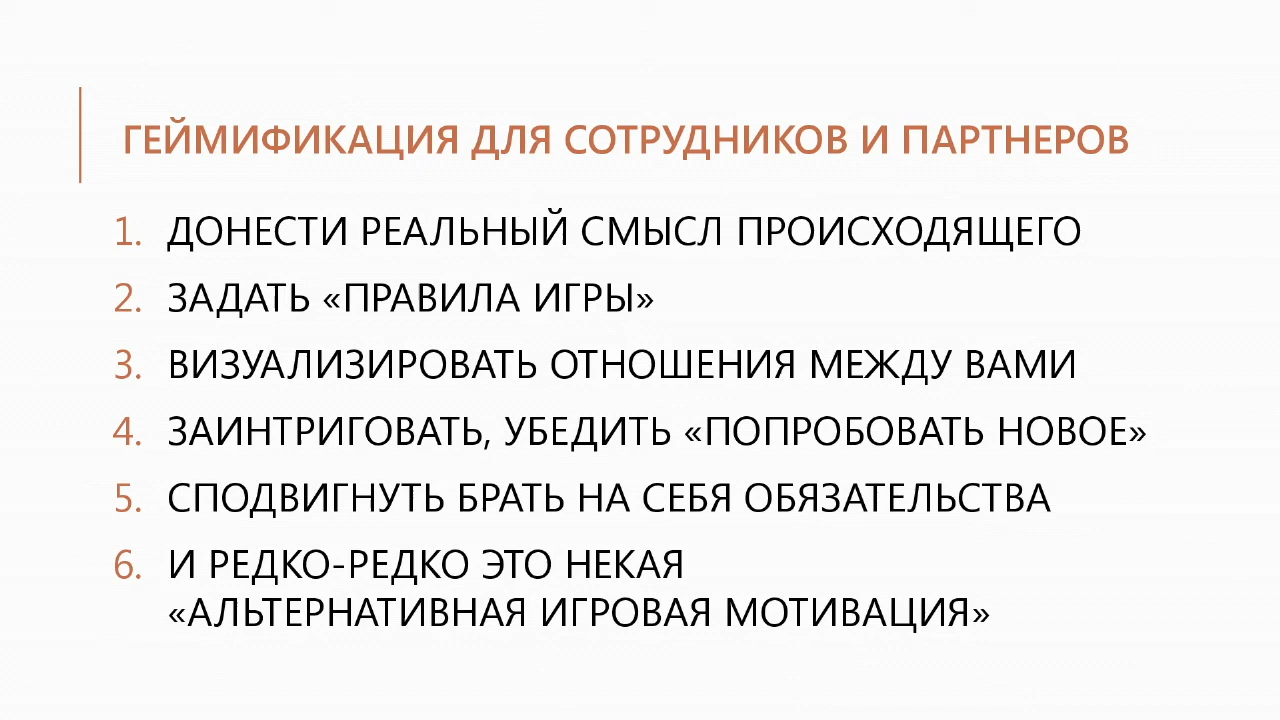 ГЕЙМИФИКАЦИЯ ДЛЯ СОТРУДНИКОВ И ПАРТНЕРОВ
1. ДОНЕСТИ РЕАЛЬНЫЙ СМЫСЛ ПРОИСХОДЯЩЕГО
2. ЗАДАТЬ «ПРАВИЛА ИГРЫ»
3. ВИЗУАЛИЗИРОВАТЬ ОТНОШЕНИЯ МЕЖДУ ВАМИ
4. ЗАИНТРИГОВАТЬ, УБЕДИТЬ «ПОПРОБОВАТЬ НОВОЕ»
5. СПОДВИГНУТЬ БРАТЬ НА СЕБЯ ОБЯЗАТЕЛЬСТВА
6. И РЕДКО-РЕДКО ЭТО НЕКАЯ
«АЛЬТЕРНАТИВНАЯ ИГРОВАЯ МОТИВАЦИЯ»